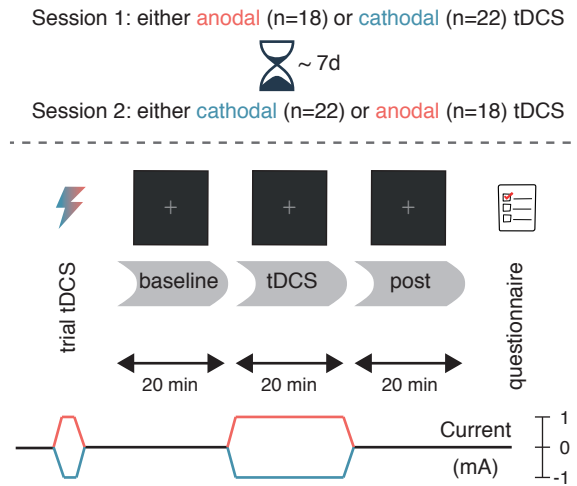 Session 1: either anodal (n=18) or cathodal (n=22) tDCS
~ 7d
Session 2: either cathodal (n=22) or anodal (n=18) tDCS
trial tDCS
baseline
tDCS
post
questionnaire
20 min
20 min
20 min
Current
(mA)
1
0
-1